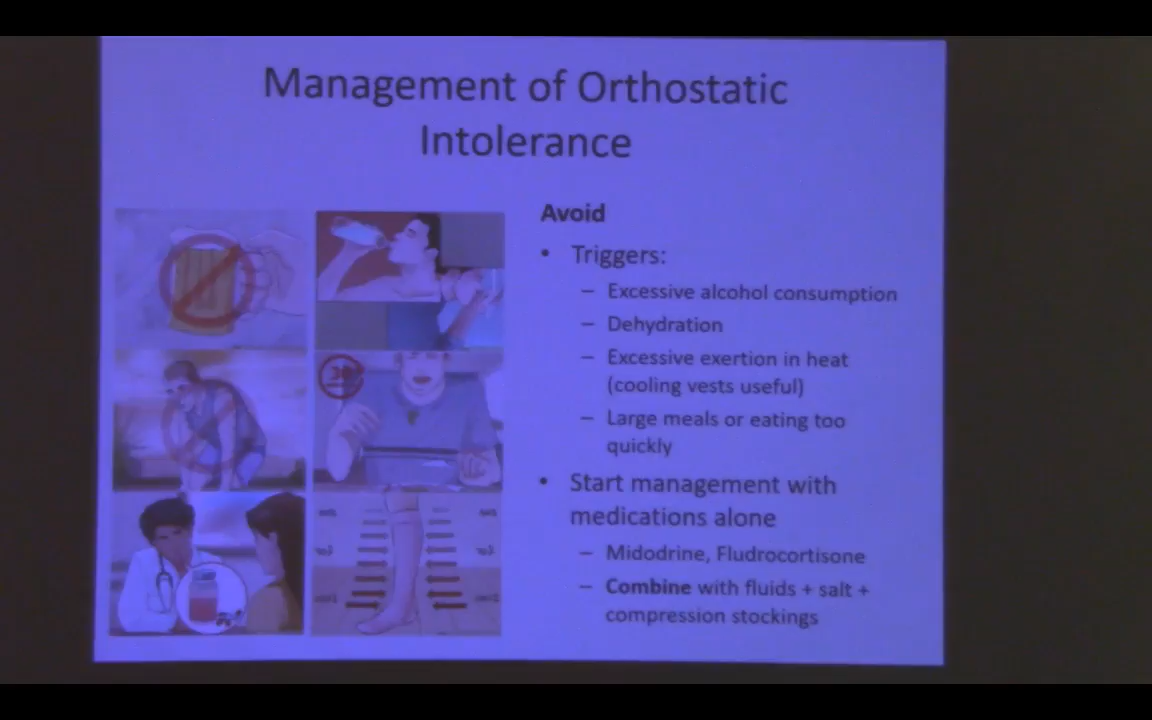 Management of Orthostatic
Intolerance
Avoid
• Triggers:
– Excessive alcohol consumption
– Dehydration
– Excessive exertion in heat
(cooling vests useful)
– Large meals or eating too
quickly
• Start management with
medications alone
– Midodrine, Fludrocortisone
– Combine with fluids + salt +
compression stockings